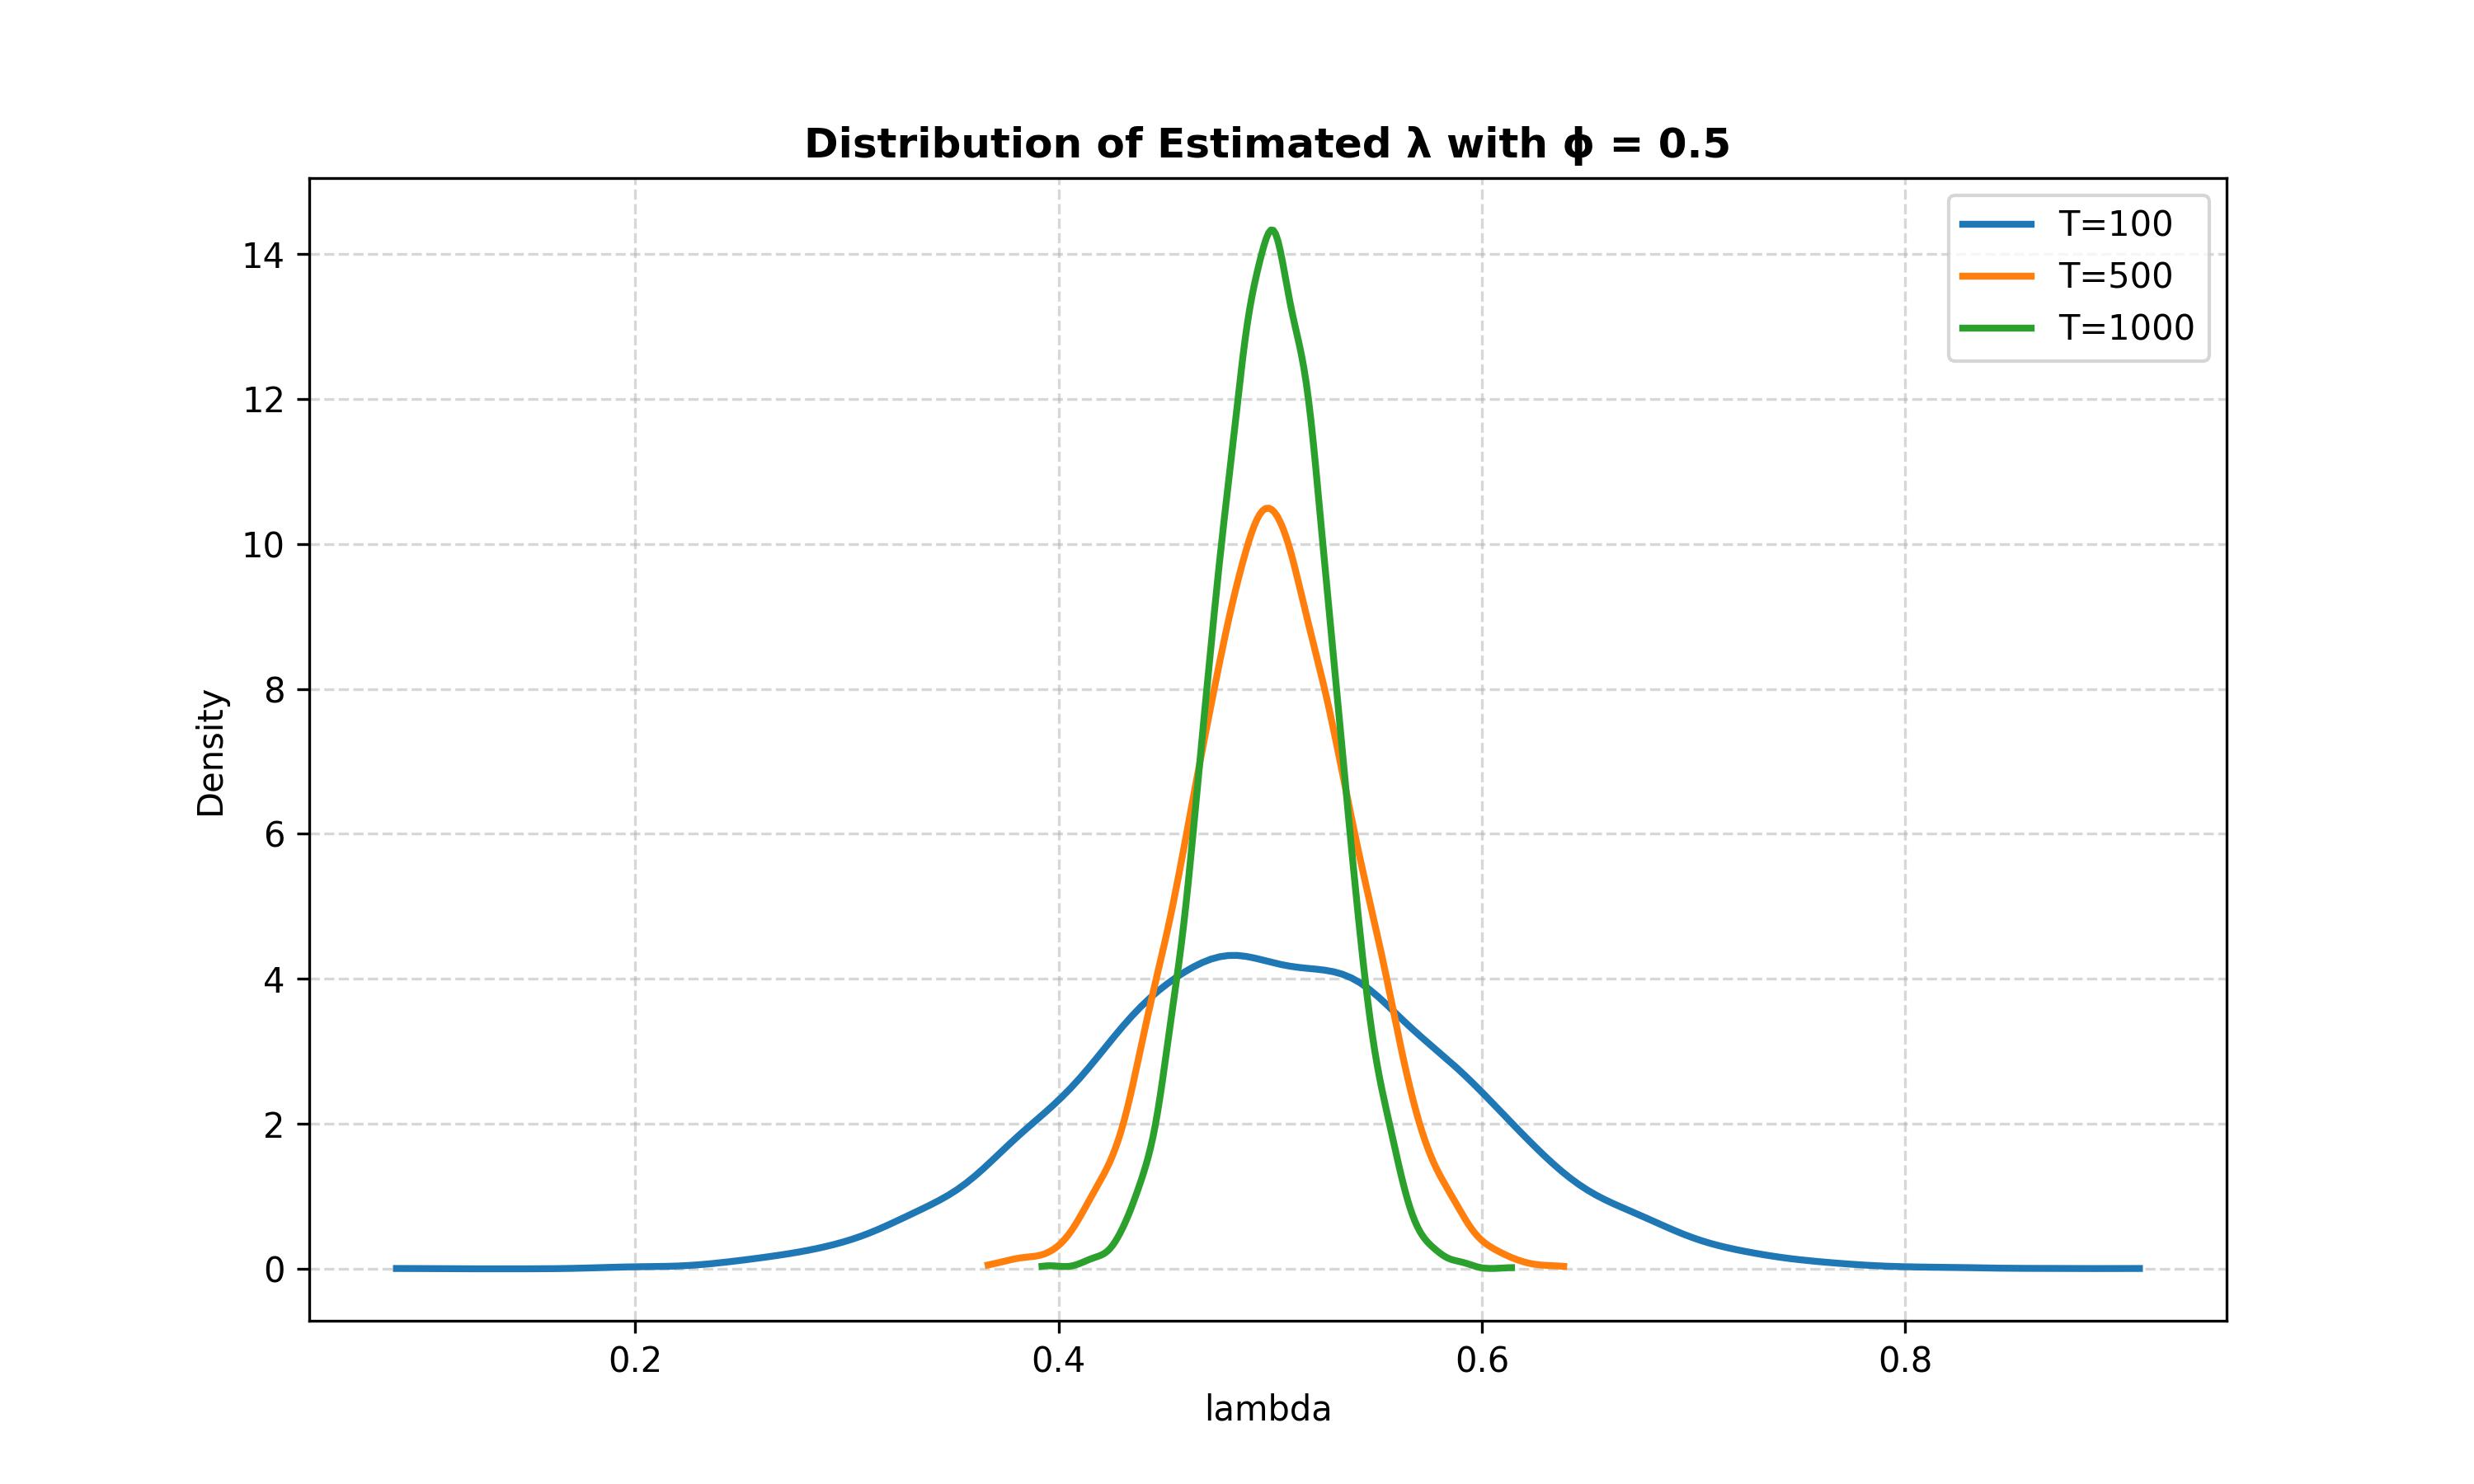 Distribution of Estimated λ with ϕ = 0.5
T=100
T=500
T=1000
14
12
10
8
6
4
2
0
Density
0.2 0.4 0.6 0.8
lambda